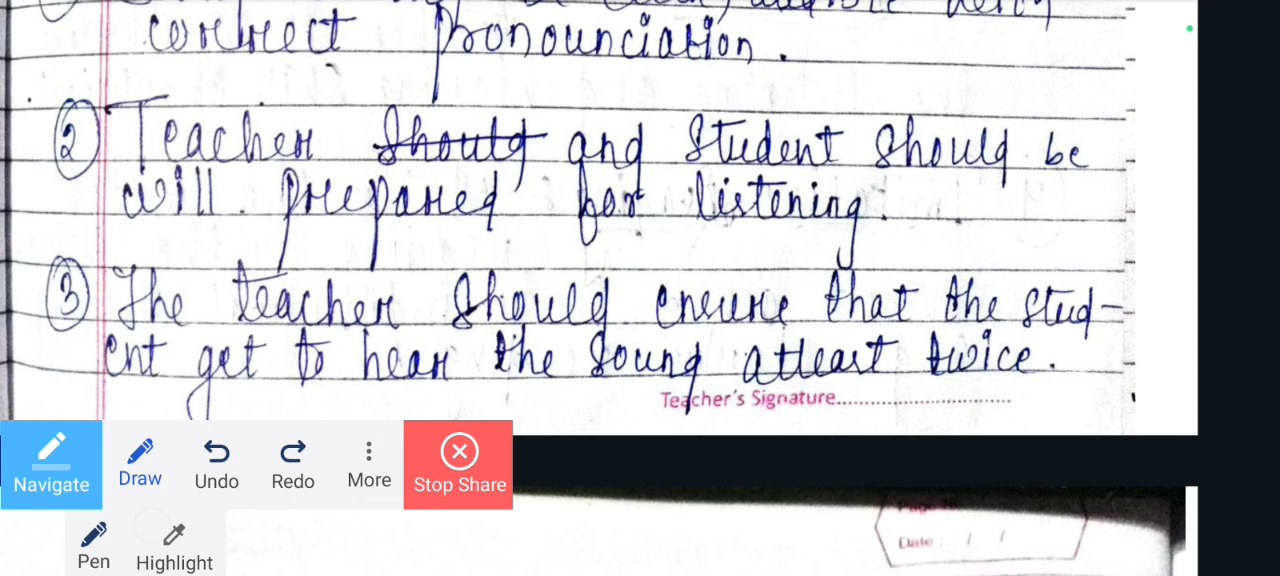 correct pronounciation.
② Teacher should and student should be
will prepared for listening.
③ The teacher should ensure that the stud-
ent get to hear the sound atleast twice.
Teacher's Signature
Navigate
Draw
Undo
Redo
More
Stop Share
Pen
Highlight
Date